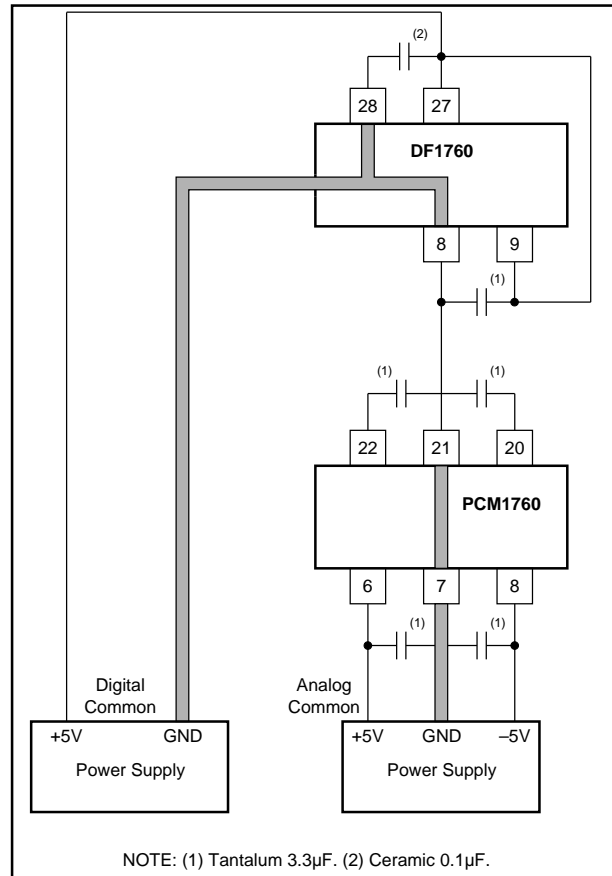 (2)
28 27
DF1760
8 9
(1)
(1) (1)
22 21 20
PCM1760
6 7 8
(1) (1)
Digital
Common
Analog
Common
+5V GND
Power Supply
+5V GND –5V
Power Supply
NOTE: (1) Tantalum 3.3µF. (2) Ceramic 0.1µF.